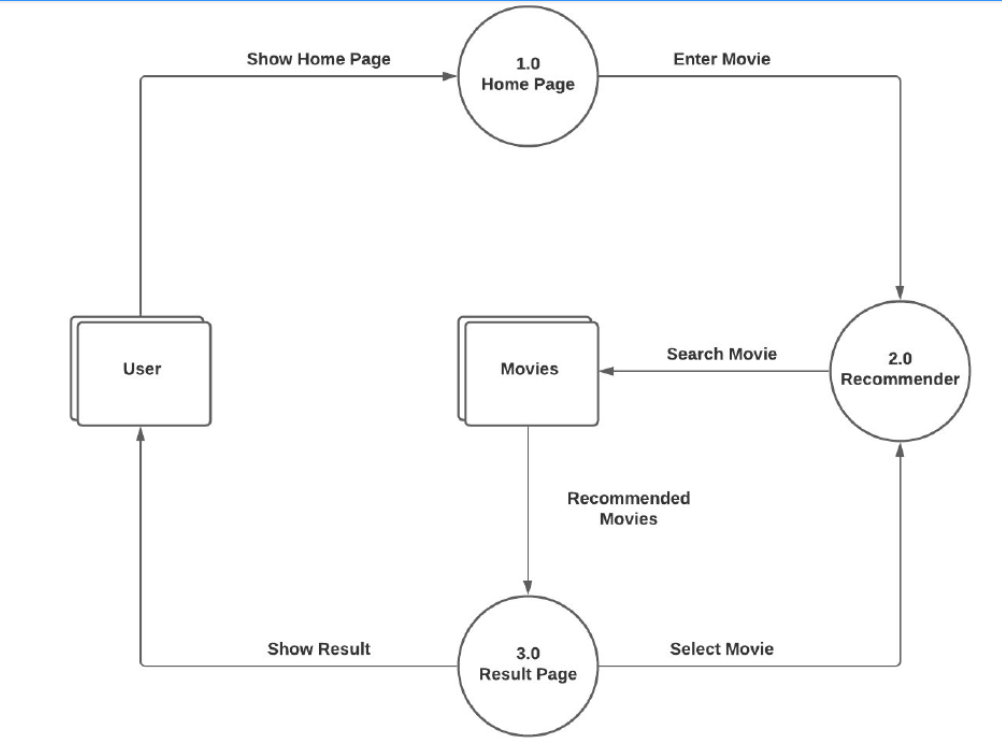 Show Home Page
1.0
Home Page
Enter Movie
User
Movies
Search Movie
2.0
Recommender
Recommended
Movies
Show Result
3.0
Result Page
Select Movie